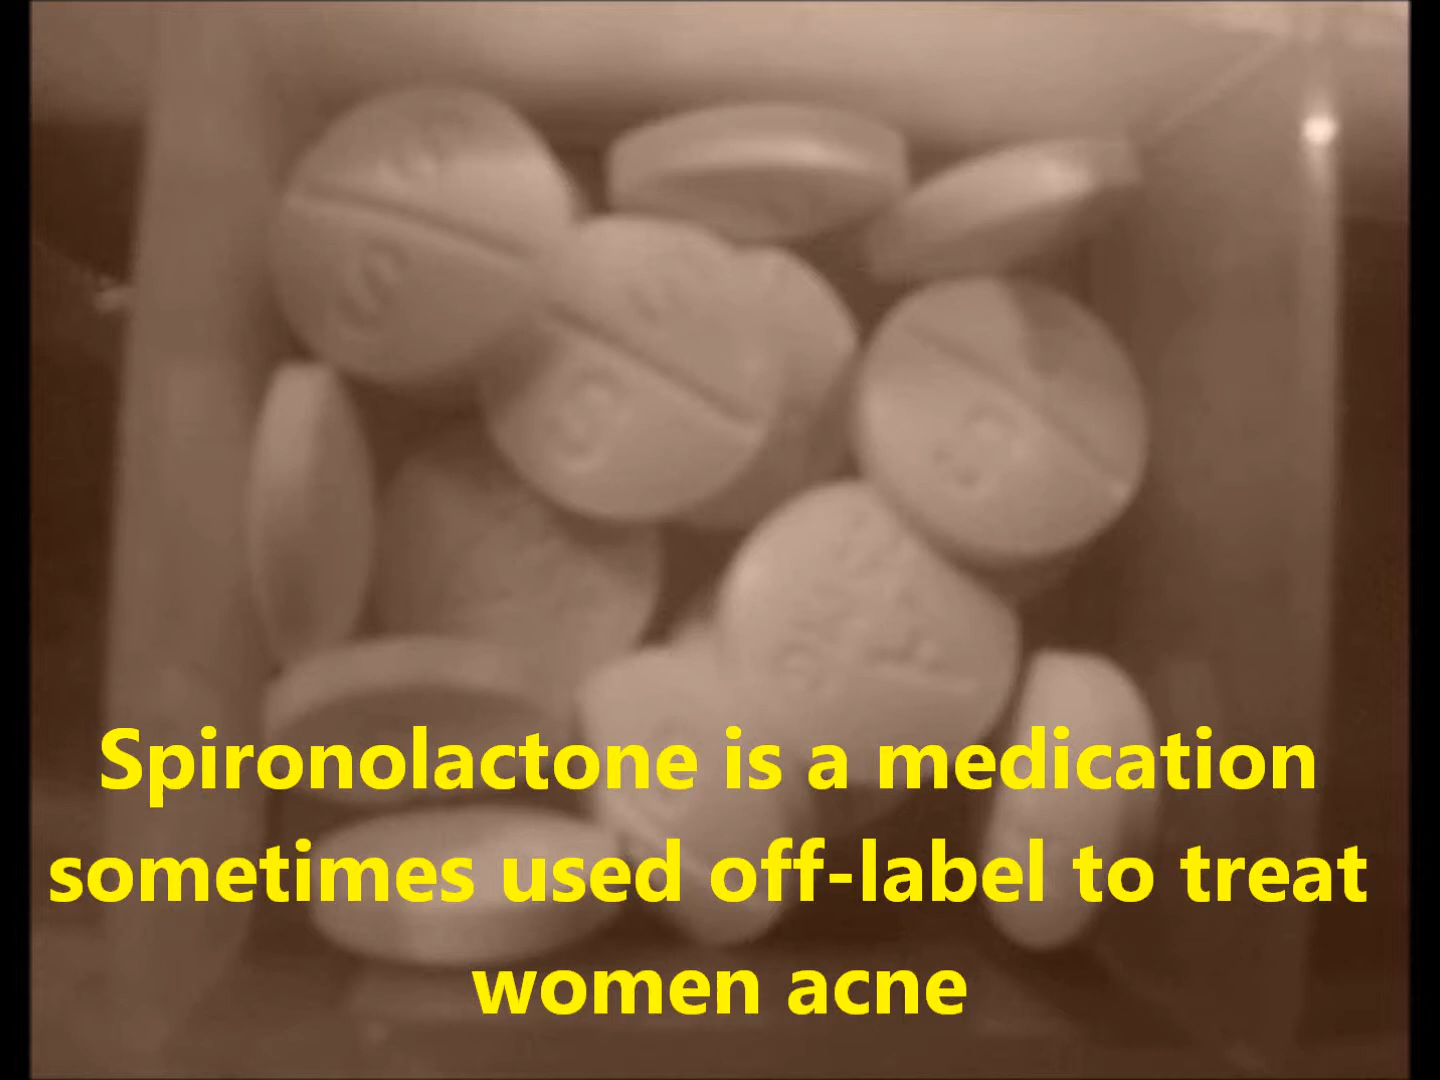 Spironolactone is a medication
sometimes used off-label to treat
women acne